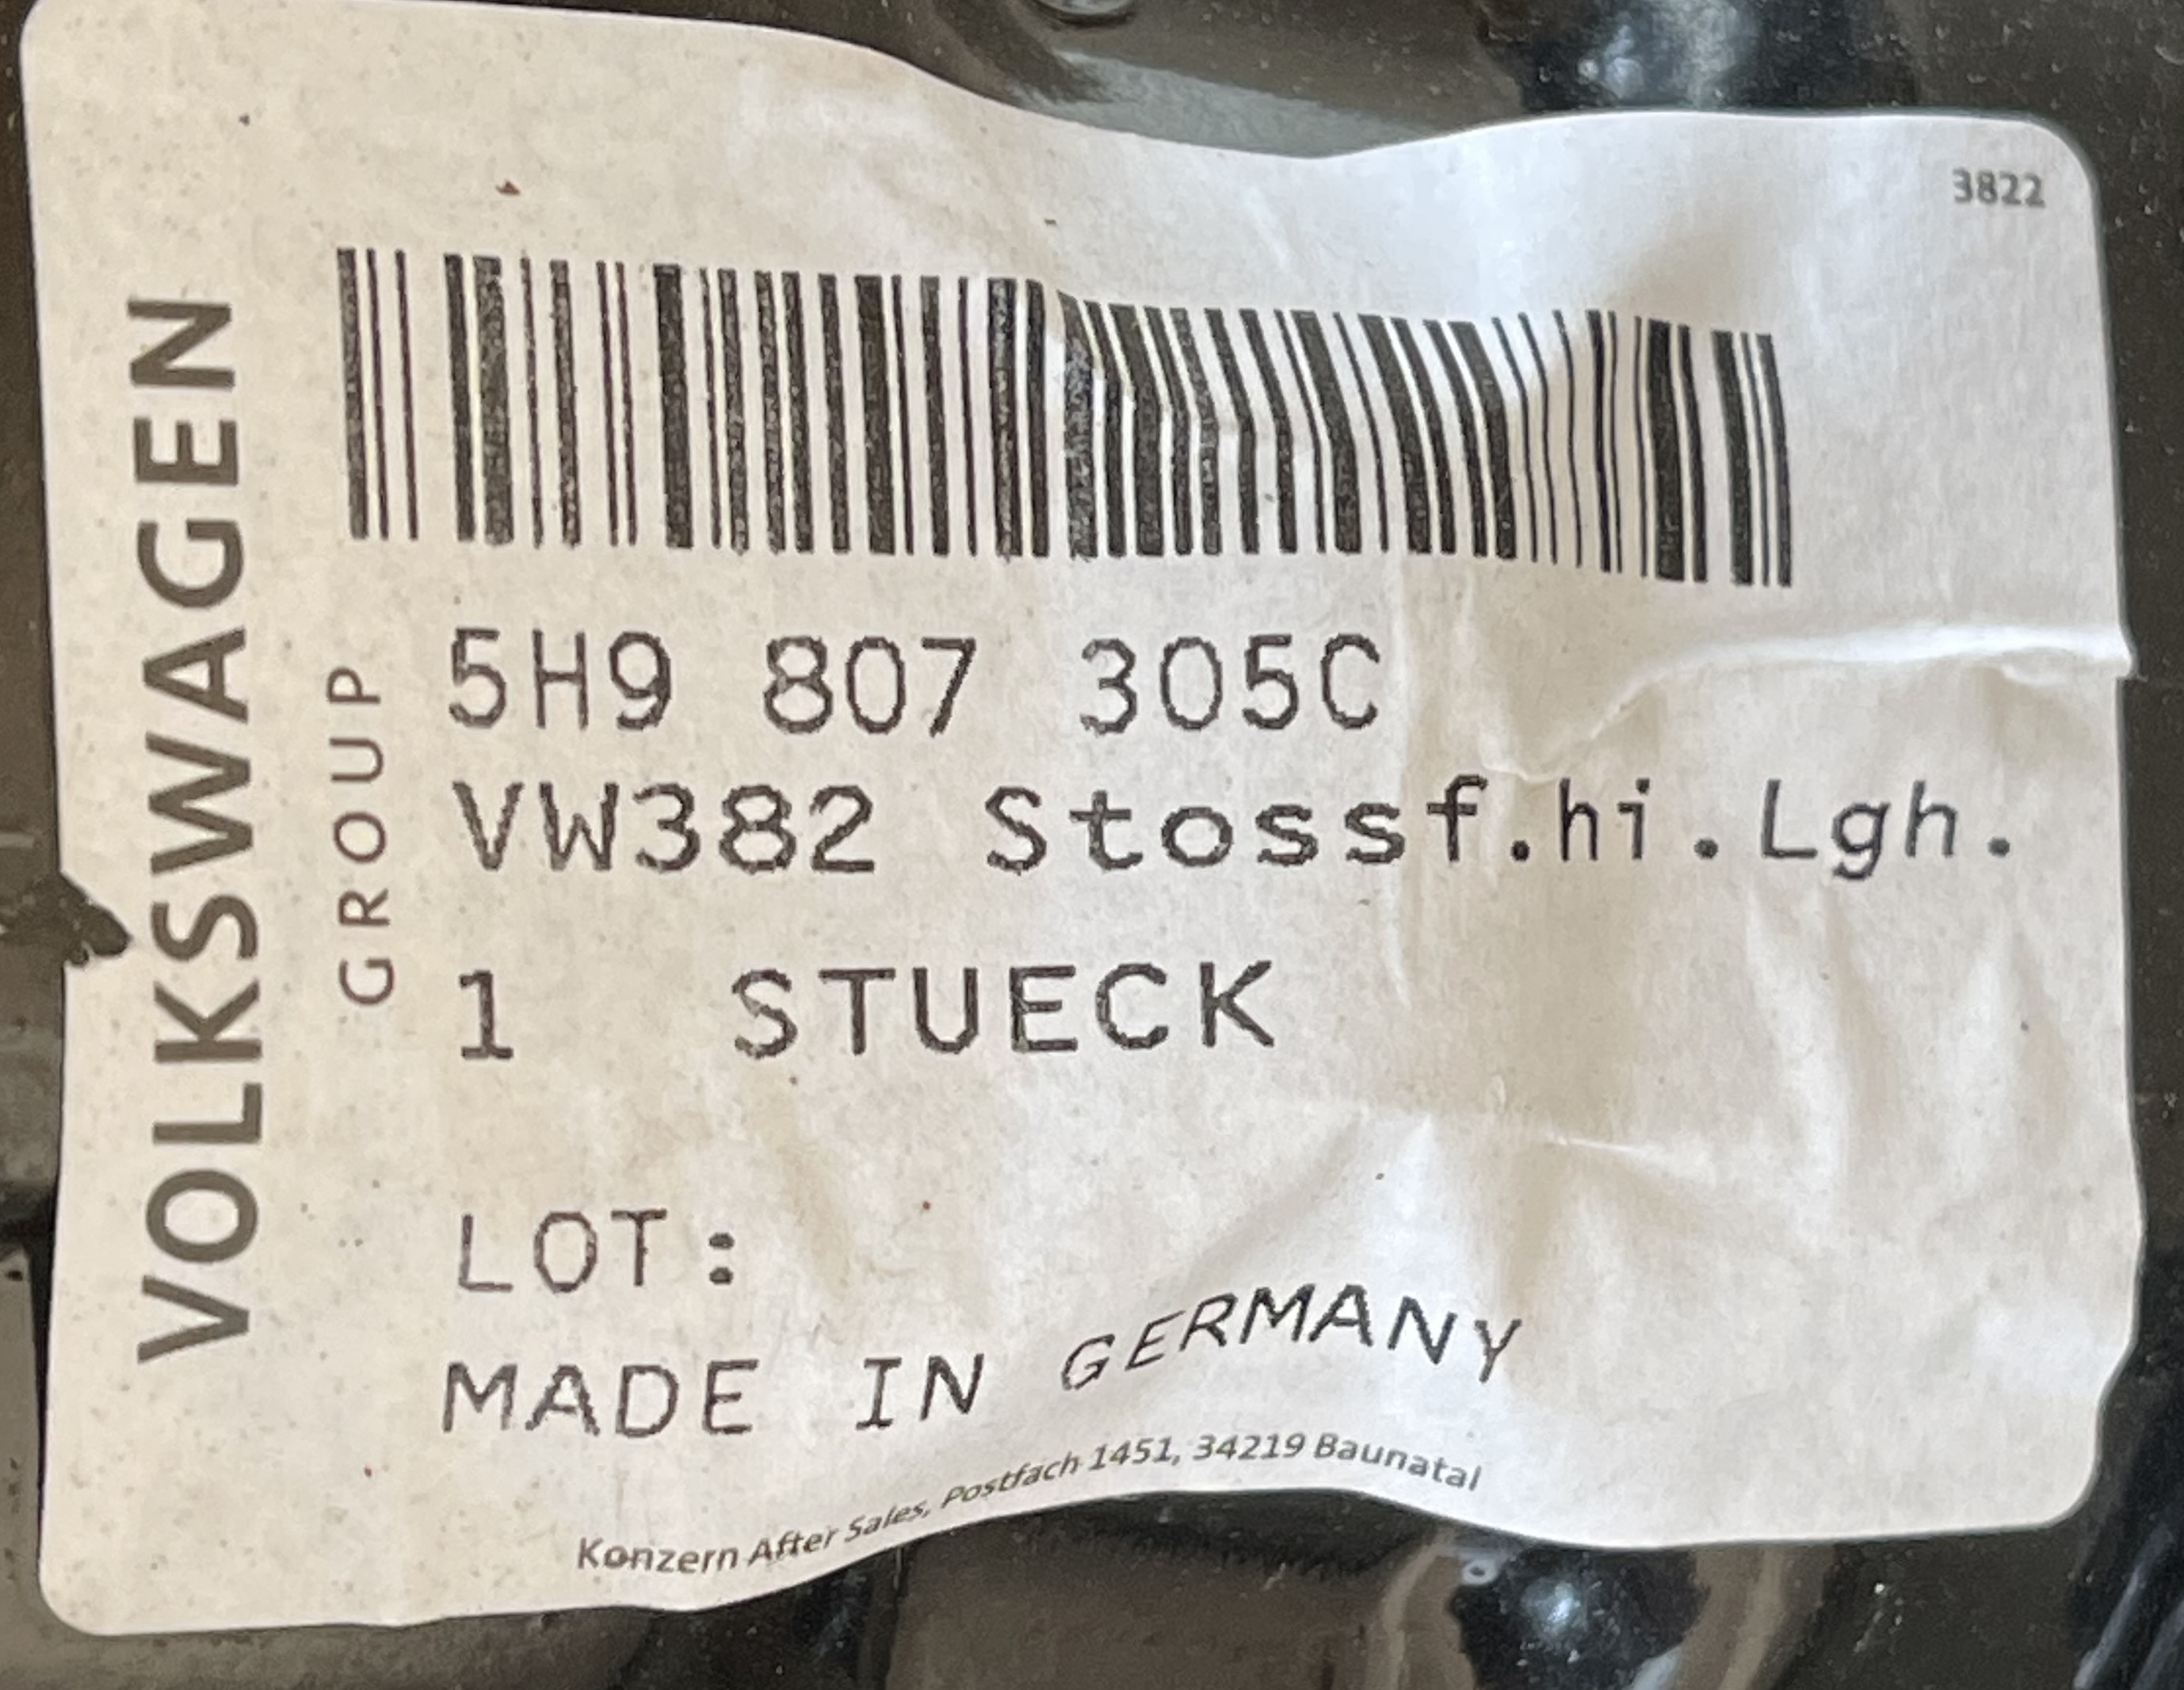 3822
VOLKSWAGEN
GROUP
5H9 807 305C
VW382 Stossf.hi.Lgh.
1 STUECK
LOT:
MADE IN GERMANY
Konzern After Sales, Postfach 1451, 34219 Baunatal